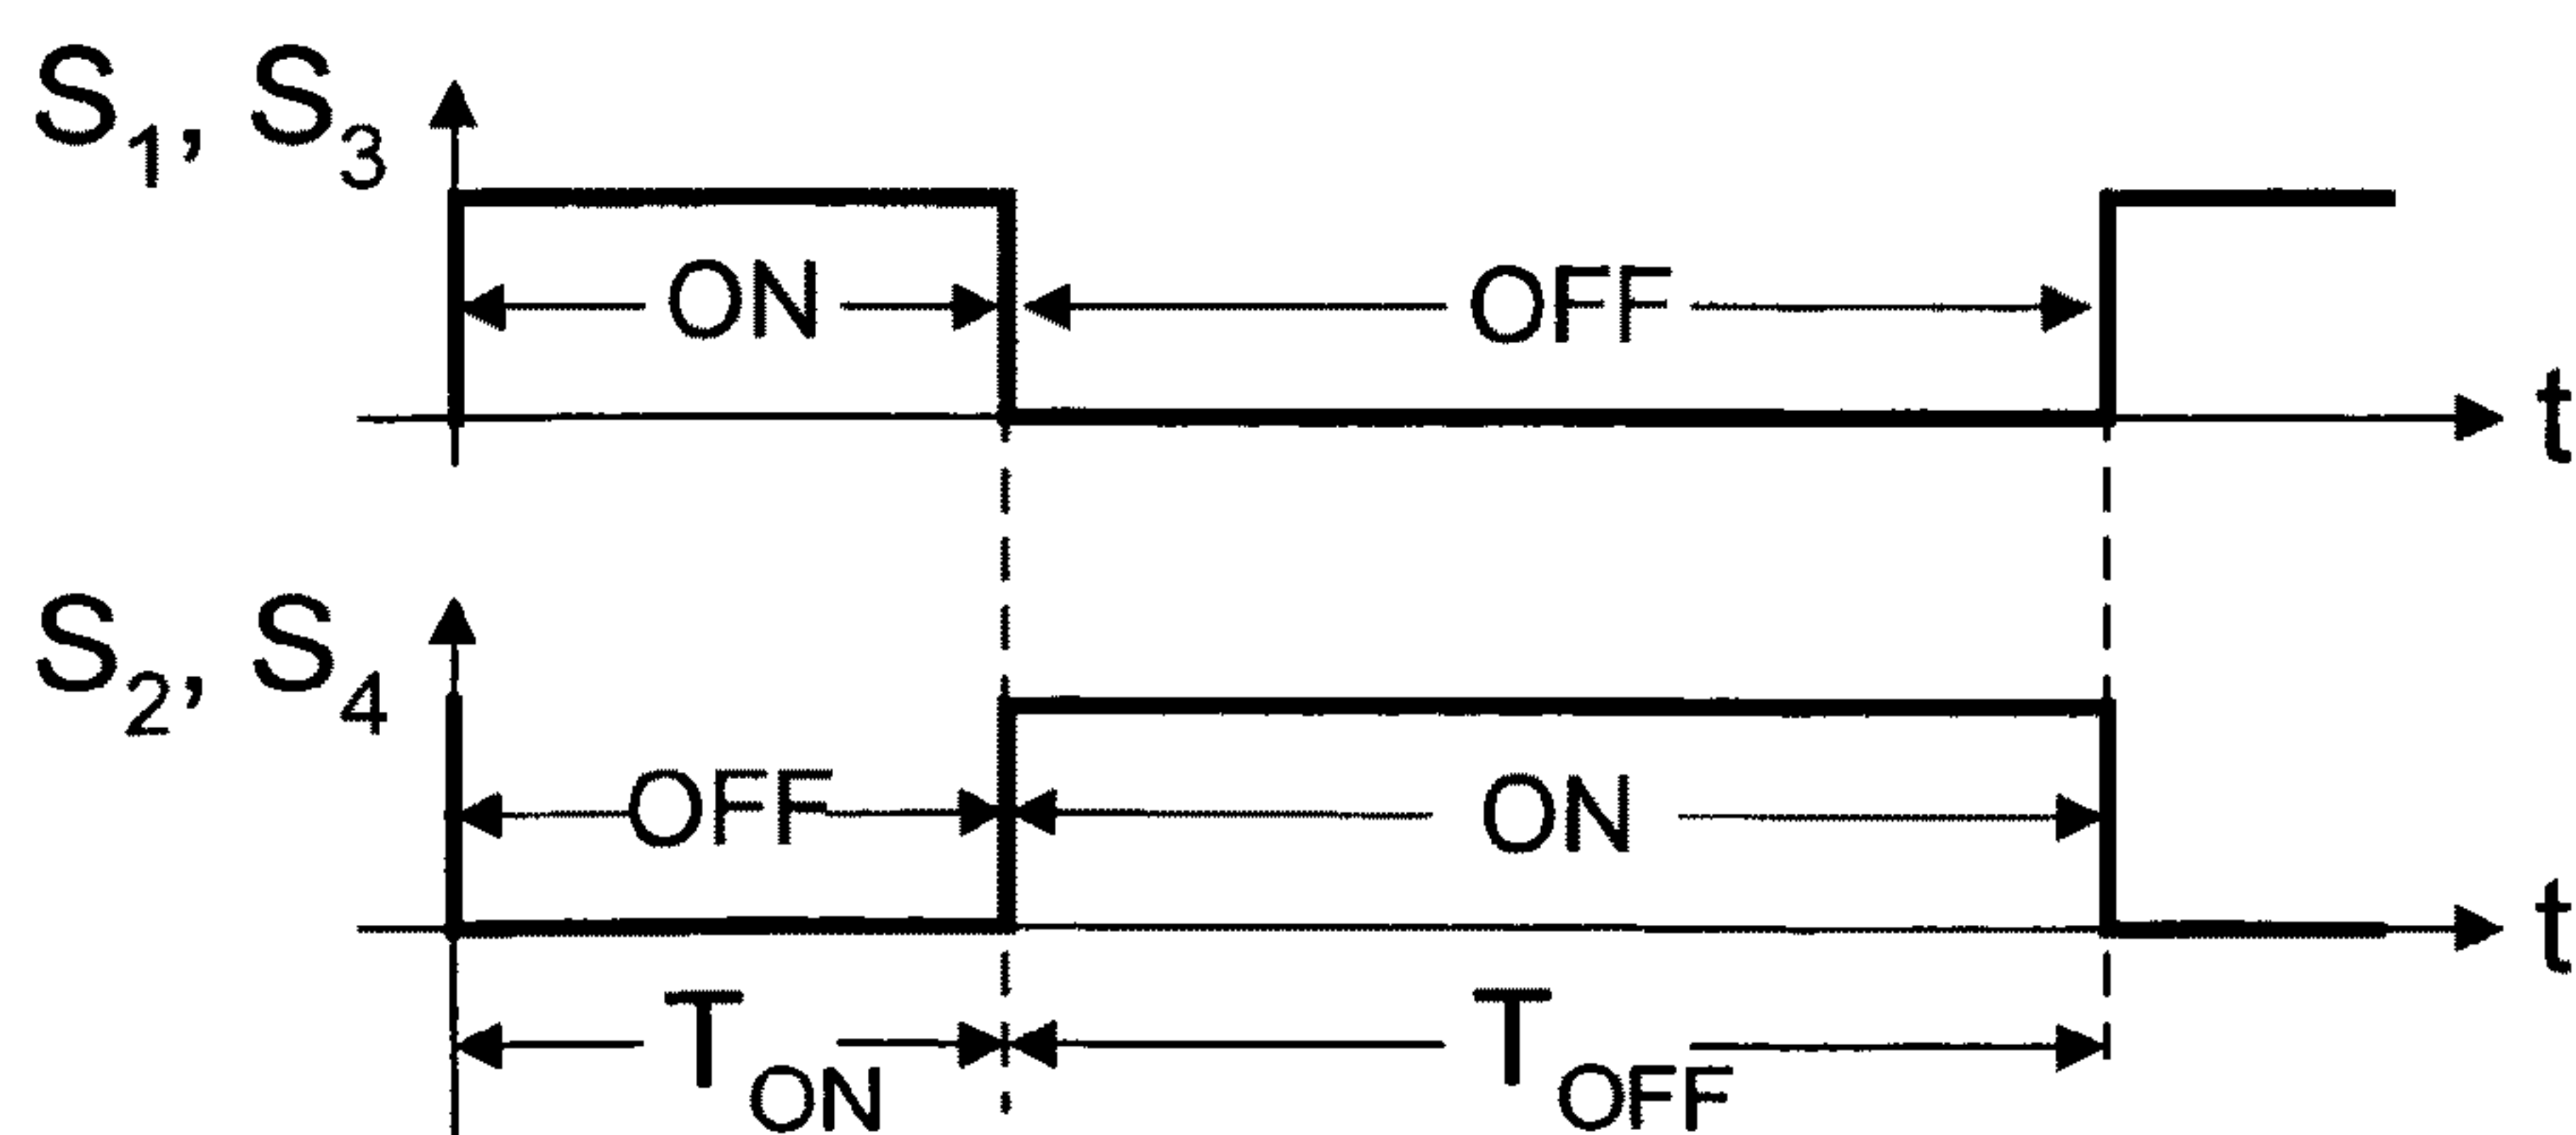 S1, S3
ON OFF
t
S2, S4
OFF ON
t
TON TOFF